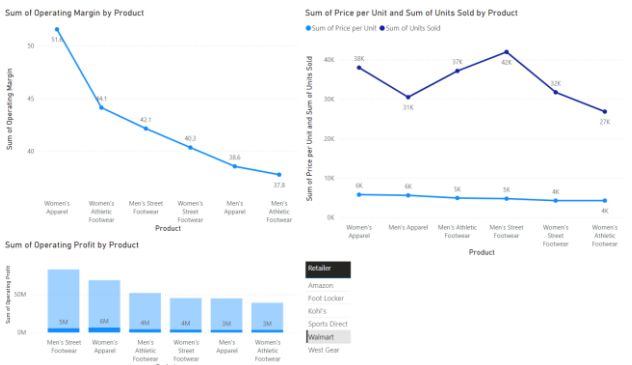 Sum of Operating Margin by Product
Sum of Operating Margin
50
45
40
51.6
44.1
42.1
40.3
38.6
37.8
Women's Apparel
Women's Athletic Footwear
Men's Street Footwear
Women's Street Footwear
Men's Apparel
Men's Athletic Footwear
Product
Sum of Price per Unit and Sum of Units Sold by Product
Sum of Price per Unit Sum of Units Sold
Sum of Price per Unit and Sum of Units Sold
40K
30K
20K
10K
0K
38K
31K
37K
42K
32K
27K
6K
6K
5K
5K
4K
4K
Women's Apparel
Men's Apparel
Men's Athletic Footwear
Men's Street Footwear
Women's Street Footwear
Women's Athletic Footwear
Product
Sum of Operating Profit by Product
Sum of Operating Profit
50M
0M
5M
6M
4M
4M
3M
3M
Men's Street Footwear
Women's Apparel
Men's Athletic Footwear
Women's Street Footwear
Men's Apparel
Women's Athletic Footwear
Retailer
Amazon
Foot Locker
Kohl's
Sports Direct
Walmart
West Gear